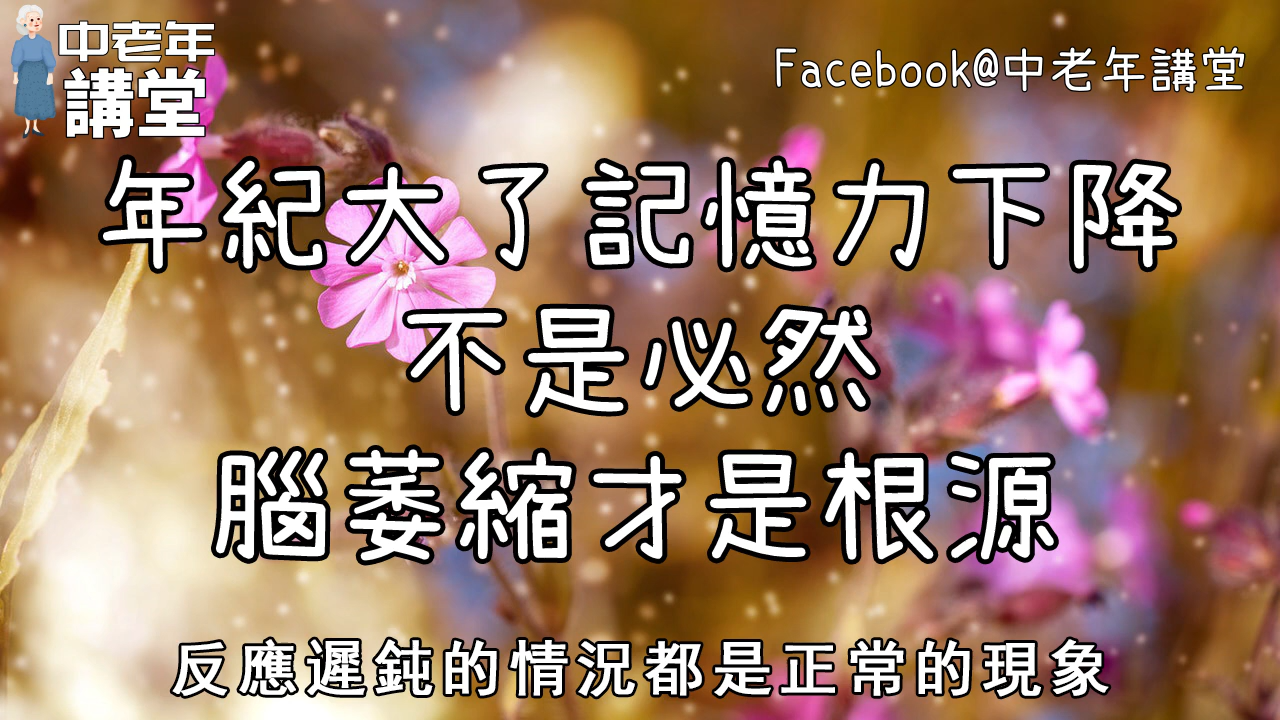 中老年
講堂
Facebook@中老年講堂
年紀大了記憶力下降
不是必然
腦萎縮才是根源
反應遲鈍的情況都是正常的現象